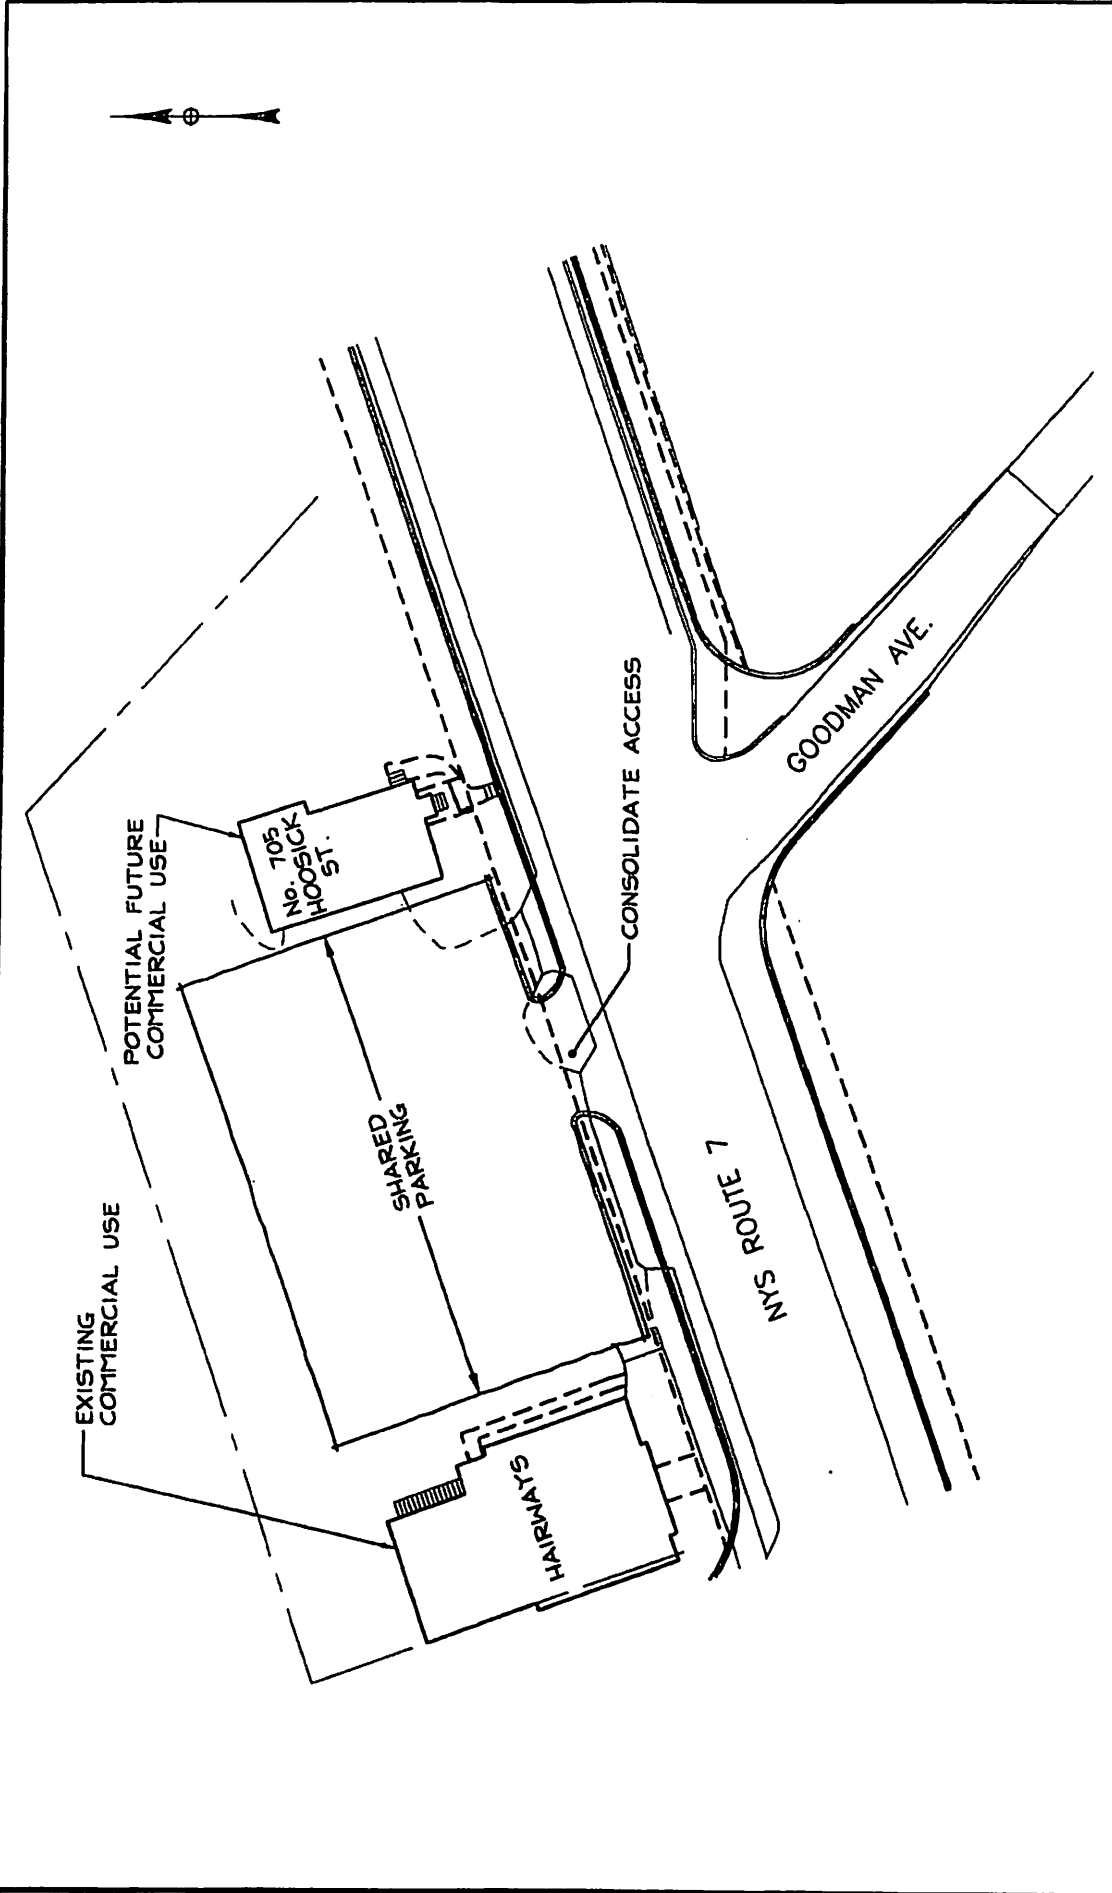 EXISTING
COMMERCIAL USE
POTENTIAL FUTURE
COMMERCIAL USE
No. 705
HOOSICK
ST.
SHARED
PARKING
HAIRWAYS
CONSOLIDATE ACCESS
NYS ROUTE 7
GOODMAN AVE.